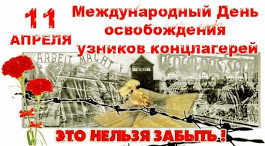 11
АПРЕЛЯ
Международный День
освобождения
узников концлагерей
ARBEIT MACHT
ЭТО НЕЛЬЗЯ ЗАБЫТЬ !